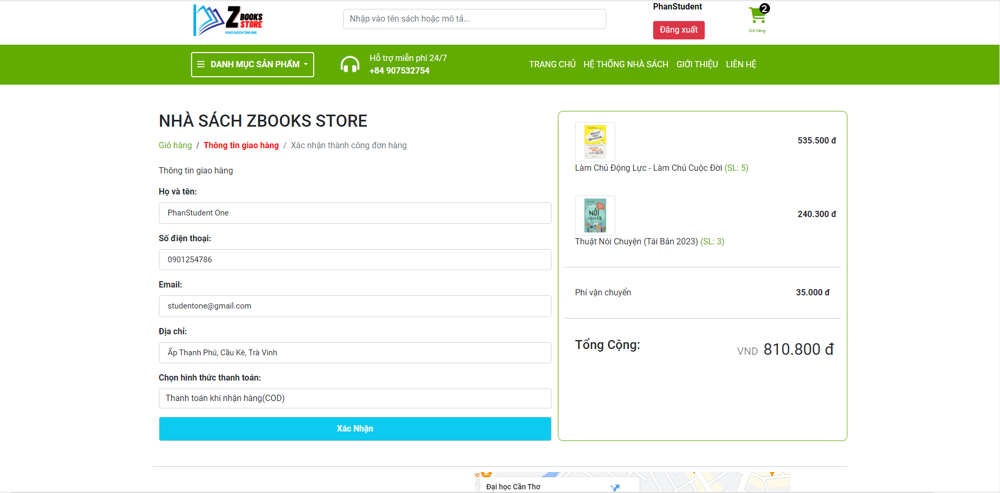 Z BOOKS STORE
KHO SÁCH ONLINE
Nhập vào tên sách hoặc mô tả...
PhanStudent
Đăng xuất
2
Giỏ hàng
DANH MỤC SẢN PHẨM
Hỗ trợ miễn phí 24/7
+84 907532754
TRANG CHỦ HỆ THỐNG NHÀ SÁCH GIỚI THIỆU LIÊN HỆ
NHÀ SÁCH ZBOOKS STORE
Giỏ hàng / Thông tin giao hàng / Xác nhận thành công đơn hàng
Thông tin giao hàng
Họ và tên:
PhanStudent One
Số điện thoại:
0901254786
Email:
studentone@gmail.com
Địa chỉ:
Ấp Thạnh Phú, Cầu Kè, Trà Vinh
Chọn hình thức thanh toán:
Thanh toán khi nhận hàng(COD)
Xác Nhận
535.500 đ
Làm Chủ Động Lực - Làm Chủ Cuộc Đời (SL: 5)
NÓI
CHUYỆN
240.300 đ
Thuật Nói Chuyện (Tái Bản 2023) (SL: 3)
Phí vận chuyển 35.000 đ
Tổng Cộng: VND 810.800 đ
Đại học Cần Thơ